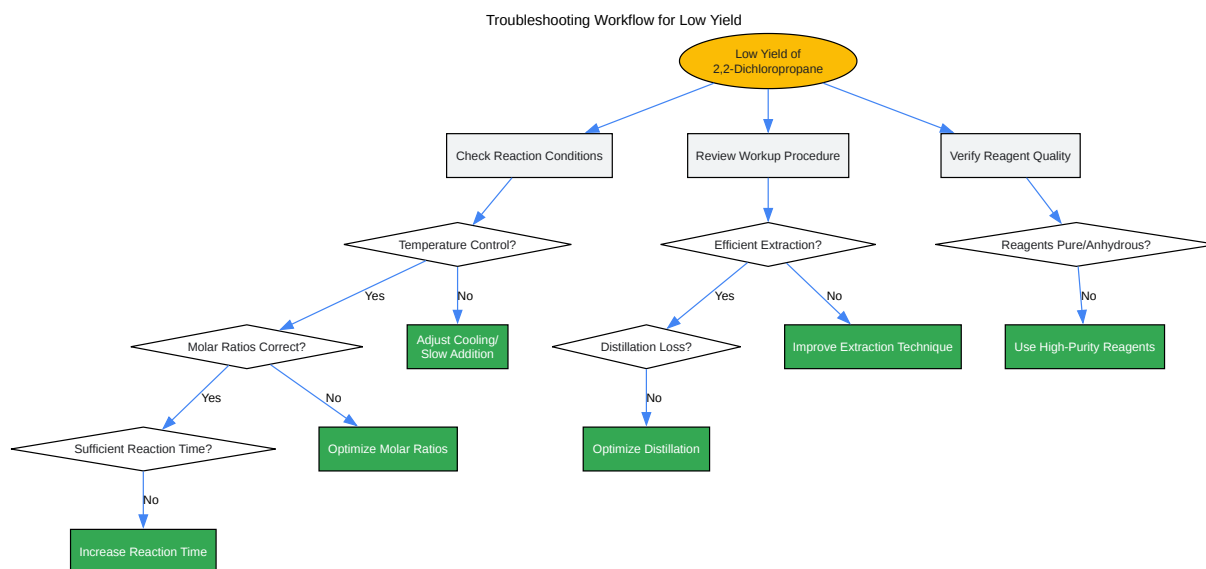 Troubleshooting Workflow for Low Yield
Low Yield of
2,2-Dichloropropane
Check Reaction Conditions
Review Workup Procedure
Verify Reagent Quality
Temperature Control?
Efficient Extraction?
Reagents Pure/Anhydrous?
Yes
No
Yes
No
No
Molar Ratios Correct?
Adjust Cooling/
Slow Addition
Distillation Loss?
Improve Extraction Technique
Use High-Purity Reagents
Yes
No
No
Sufficient Reaction Time?
Optimize Molar Ratios
Optimize Distillation
No
Increase Reaction Time